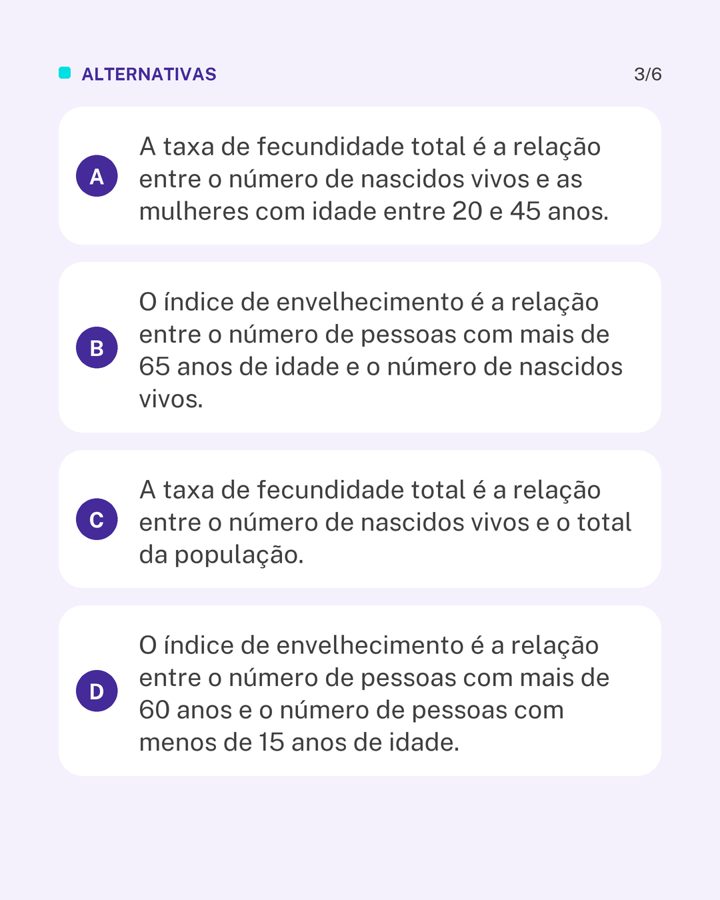 ALTERNATIVAS
3/6
A
A taxa de fecundidade total é a relação
entre o número de nascidos vivos e as
mulheres com idade entre 20 e 45 anos.
B
O índice de envelhecimento é a relação
entre o número de pessoas com mais de
65 anos de idade e o número de nascidos
vivos.
C
A taxa de fecundidade total é a relação
entre o número de nascidos vivos e o total
da população.
D
O índice de envelhecimento é a relação
entre o número de pessoas com mais de
60 anos e o número de pessoas com
menos de 15 anos de idade.